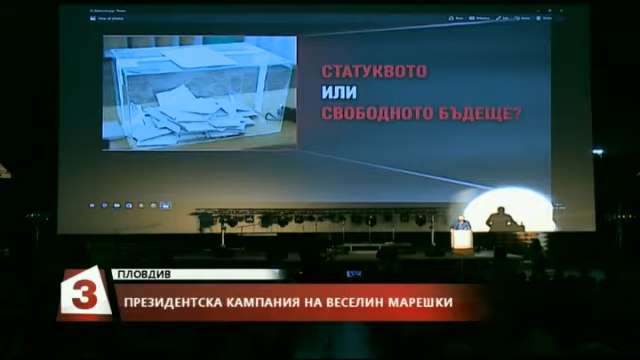 СТАТУКВОТО
ИЛИ
СВОБОДНОТО БЪДЕЩЕ?
ПЛОВДИВ
3
ПРЕЗИДЕНТСКА КАМПАНИЯ НА ВЕСЕЛИН МАРЕШКИ